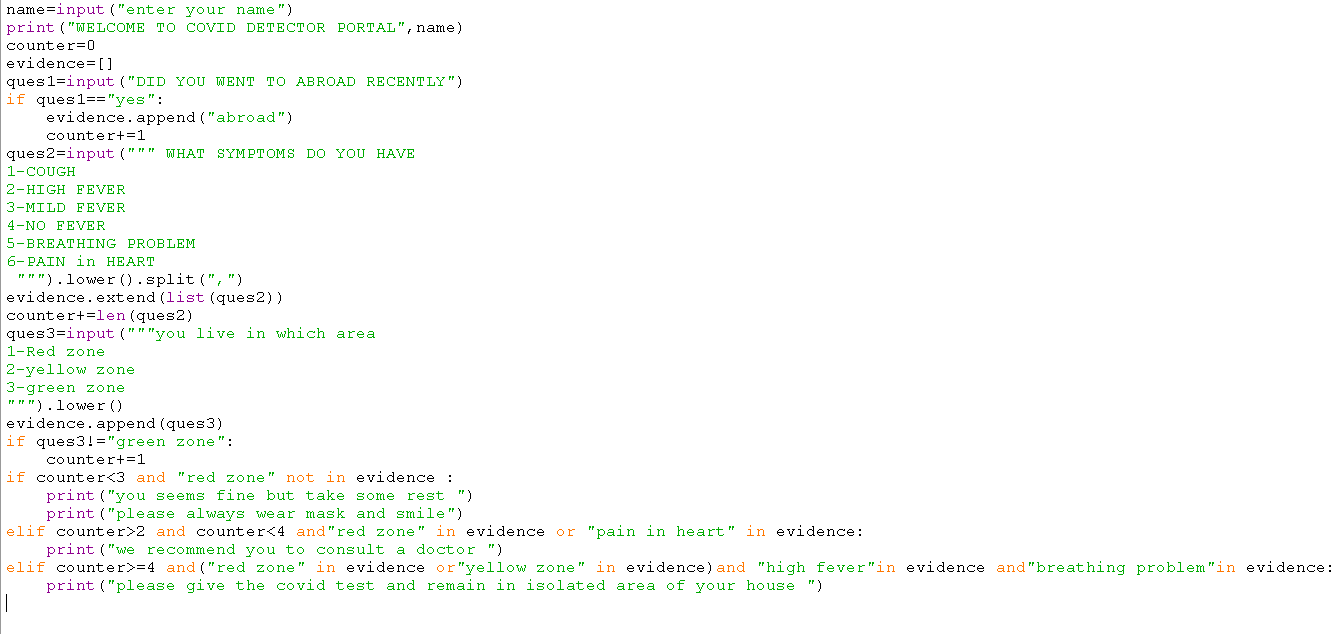 name=input("enter your name")
print("WELCOME TO COVID DETECTOR PORTAL",name)
counter=0
evidence=[]
ques1=input("DID YOU WENT TO ABROAD RECENTLY")
if ques1=="yes":
    evidence.append("abroad")
    counter+=1
ques2=input(""" WHAT SYMPTOMS DO YOU HAVE
1-COUGH
2-HIGH FEVER
3-MILD FEVER
4-NO FEVER
5-BREATHING PROBLEM
6-PAIN in HEART
 """).lower().split(",")
evidence.extend(list(ques2))
counter+=len(ques2)
ques3=input("""you live in which area
1-Red zone
2-yellow zone
3-green zone
""").lower()
evidence.append(ques3)
if ques3!="green zone":
    counter+=1
if counter<3 and "red zone" not in evidence :
    print("you seems fine but take some rest ")
    print("please always wear mask and smile")
elif counter>2 and counter<4 and"red zone" in evidence or "pain in heart" in evidence:
    print("we recommend you to consult a doctor ")
elif counter>=4 and("red zone" in evidence or"yellow zone" in evidence)and "high fever"in evidence and"breathing problem"in evidence:
    print("please give the covid test and remain in isolated area of your house ")